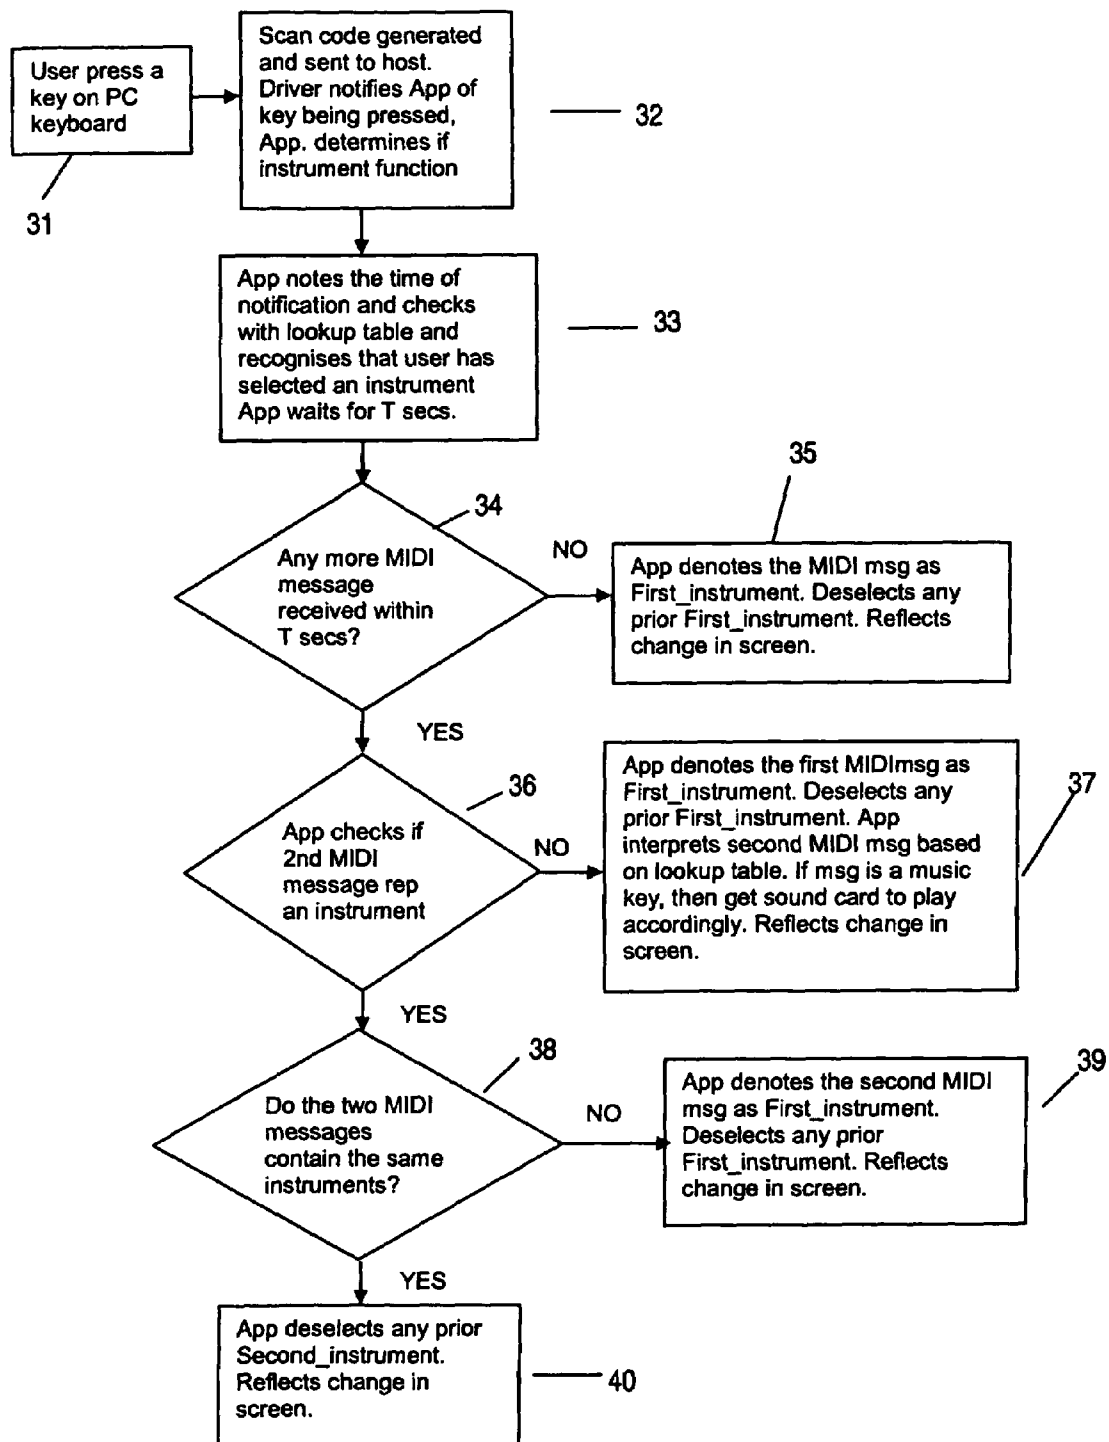 User press a
key on PC
keyboard
31
Scan code generated
and sent to host.
Driver notifies App of
key being pressed,
App. determines if
instrument function
32
App notes the time of
notification and checks
with lookup table and
recognises that user has
selected an instrument
App waits for T secs.
33
34
Any more MIDI
message
received within
T secs?
NO
35
App denotes the MIDI msg as
First_instrument. Deselects any
prior First_instrument. Reflects
change in screen.
YES
36
App checks if
2nd MIDI
message rep
an instrument
NO
App denotes the first MIDImsg as
First_instrument. Deselects any
prior First_instrument. App
interprets second MIDI msg based
on lookup table. If msg is a music
key, then get sound card to play
accordingly. Reflects change in
screen.
37
YES
38
Do the two MIDI
messages
contain the same
instruments?
NO
App denotes the second MIDI
msg as First_instrument.
Deselects any prior
First_instrument. Reflects
change in screen.
39
YES
App deselects any prior
Second_instrument.
Reflects change in
screen.
40